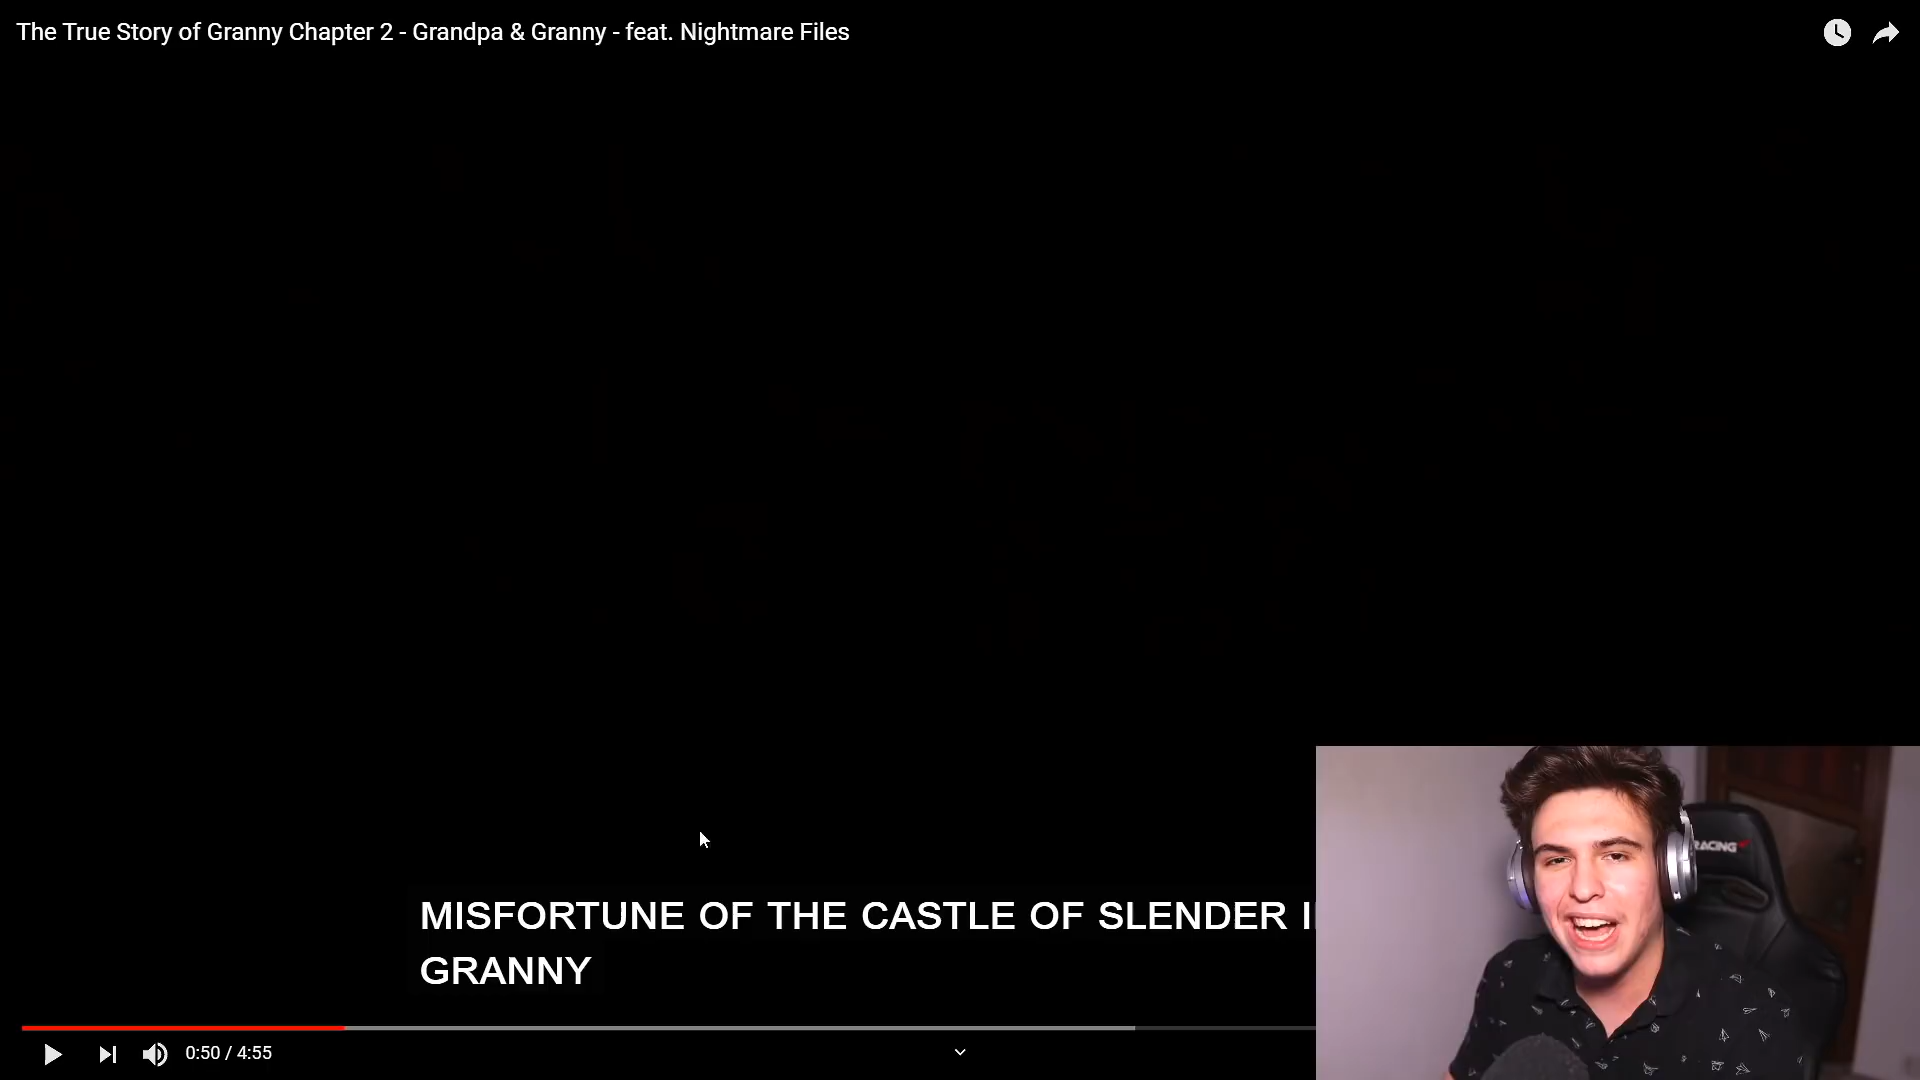 The True Story of Granny Chapter 2 - Grandpa & Granny - feat. Nightmare Files
MISFORTUNE OF THE CASTLE OF SLENDER
GRANNY
RACING
0:50 / 4:55